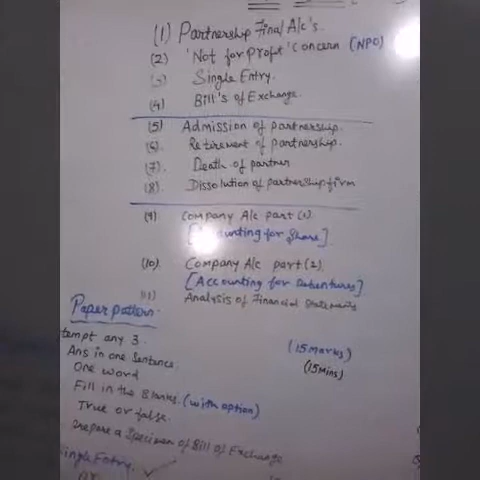 (1) Partnership Final A/c's.
(2) 'Not for Profit' Concern (NPO)
(3) Single Entry.
(4) Bill's of Exchange.
(5) Admission of partnership.
(6). Retirement of partnership.
(7). Death of partner
(8). Dissolution of partnership firm
(9) Company A/c part (1).
[Accounting for Share]
(10). Company A/c part (2).
[Accounting for Debentures]
(11) Analysis of Financial Statements
Paper pattern.
tempt any 3.
(15 marks)
Ans in one Sentence.
(15 mins)
One word
Fill in the Blanks. (with option)
True or false.
Prepare a Specimen of Bill of Exchange
Single Entry.
OR